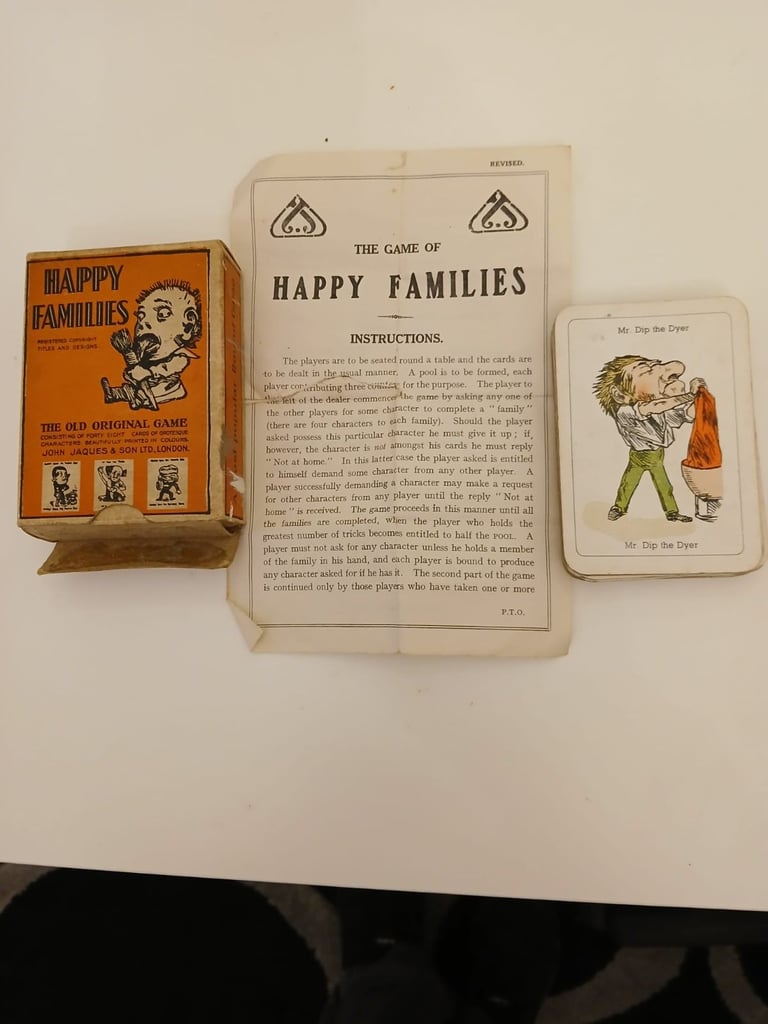 HAPPY
FAMILIES
REGISTERED COPYRIGHT
TITLES AND DESIGNS
THE OLD ORIGINAL GAME
CONSISTING OF FORTY EIGHT CARDS OF GROTESQUE
CHARACTERS BEAUTIFULLY PRINTED IN COLOURS.
JOHN JAQUES & SON LTD, LONDON.
REVISED.
THE GAME OF
HAPPY FAMILIES
INSTRUCTIONS.
The players are to be seated round a table and the cards are
to be dealt in the usual manner. A pool is to be formed, each
player contributing three counters for the purpose. The player to
the left of the dealer commences the game by asking any one of
the other players for some character to complete a " family "
(there are four characters to each family). Should the player
asked possess this particular character he must give it up ; if,
however, the character is not amongst his cards he must reply
" Not at home." In this latter case the player asked is entitled
to himself demand some character from any other player. A
player successfully demanding a character may make a request
for other characters from any player until the reply " Not at
home " is received. The game proceeds in this manner until all
the families are completed, when the player who holds the
greatest number of tricks becomes entitled to half the POOL. A
player must not ask for any character unless he holds a member
of the family in his hand, and each player is bound to produce
any character asked for if he has it. The second part of the game
is continued only by those players who have taken one or more
P.T.O.
Mr. Dip the Dyer
Mr. Dip the Dyer